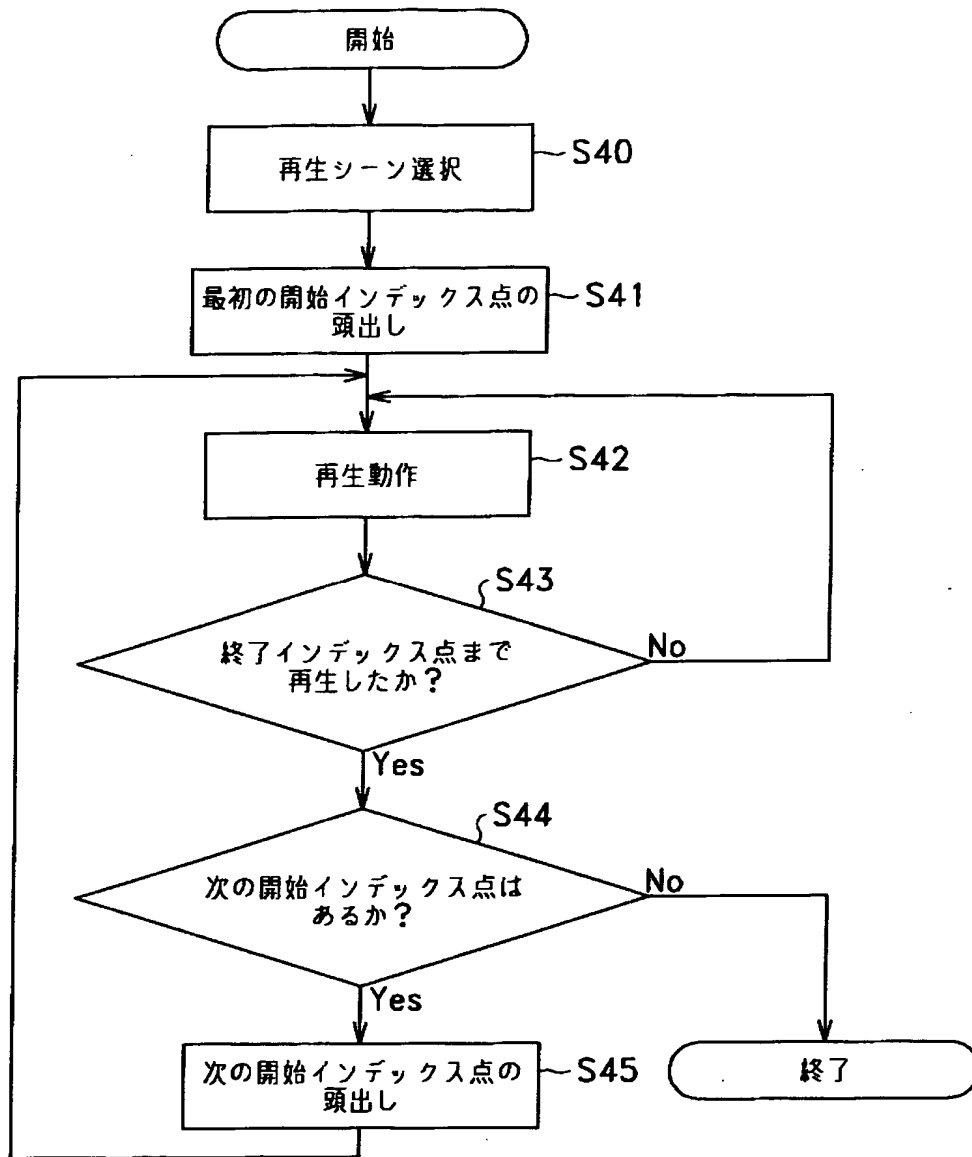 開始
再生シーン選択
S40
最初の開始インデックス点の
頭出し
S41
再生動作
S42
S43
終了インデックス点まで
再生したか?
No
Yes
S44
次の開始インデックス点は
あるか?
No
Yes
次の開始インデックス点の
頭出し
S45
終了